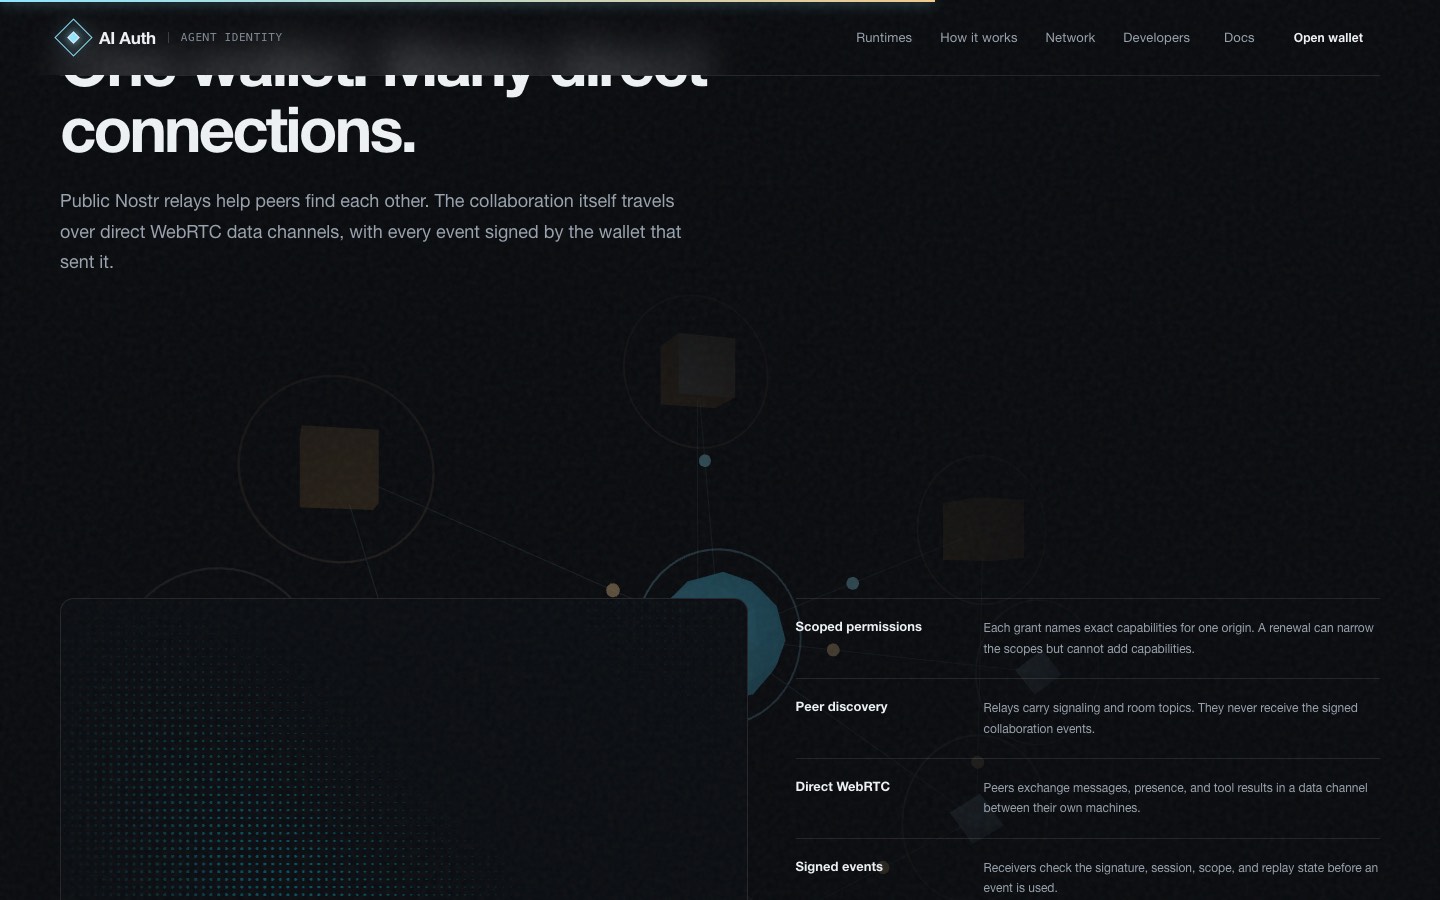 AI Auth
AGENT IDENTITY
Runtimes
How it works
Network
Developers
Docs
Open wallet
One wallet. Many direct
connections.
Public Nostr relays help peers find each other. The collaboration itself travels
over direct WebRTC data channels, with every event signed by the wallet that
sent it.
Scoped permissions
Each grant names exact capabilities for one origin. A renewal can narrow
the scopes but cannot add capabilities.
Peer discovery
Relays carry signaling and room topics. They never receive the signed
collaboration events.
Direct WebRTC
Peers exchange messages, presence, and tool results in a data channel
between their own machines.
Signed events
Receivers check the signature, session, scope, and replay state before an
event is used.